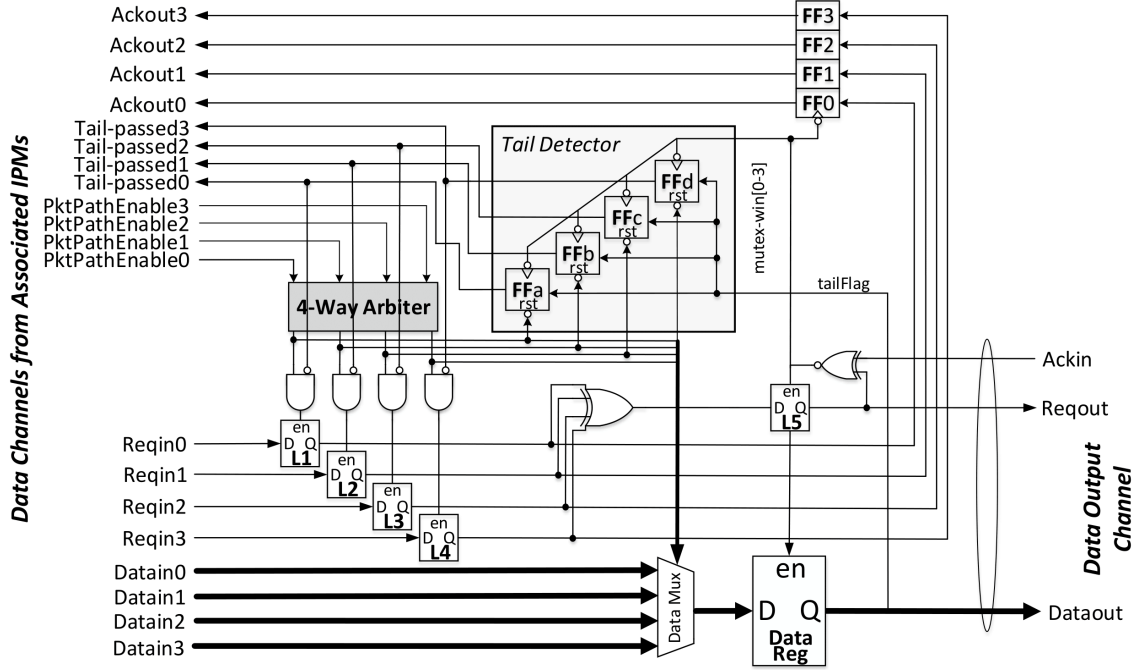 Ackout3
FF3
Ackout2
FF2
Ackout1
FF1
Ackout0
FF0
Tail-passed3
Tail-passed2
Tail-passed1
Tail-passed0
PktPathEnable3
PktPathEnable2
PktPathEnable1
PktPathEnable0
Tail Detector
FFd
rst
FFc
rst
FFb
rst
FFa
rst
mutex-win[0-3]
tailFlag
4-Way Arbiter
Ackin
Reqout
en
D Q
L5
Reqin0
en
D Q
L1
Reqin1
en
D Q
L2
Reqin2
en
D Q
L3
Reqin3
en
D Q
L4
Datain0
Datain1
Datain2
Datain3
Data Mux
en
D Q
Data
Reg
Dataout
Data Channels from Associated IPMs
Data Output
Channel